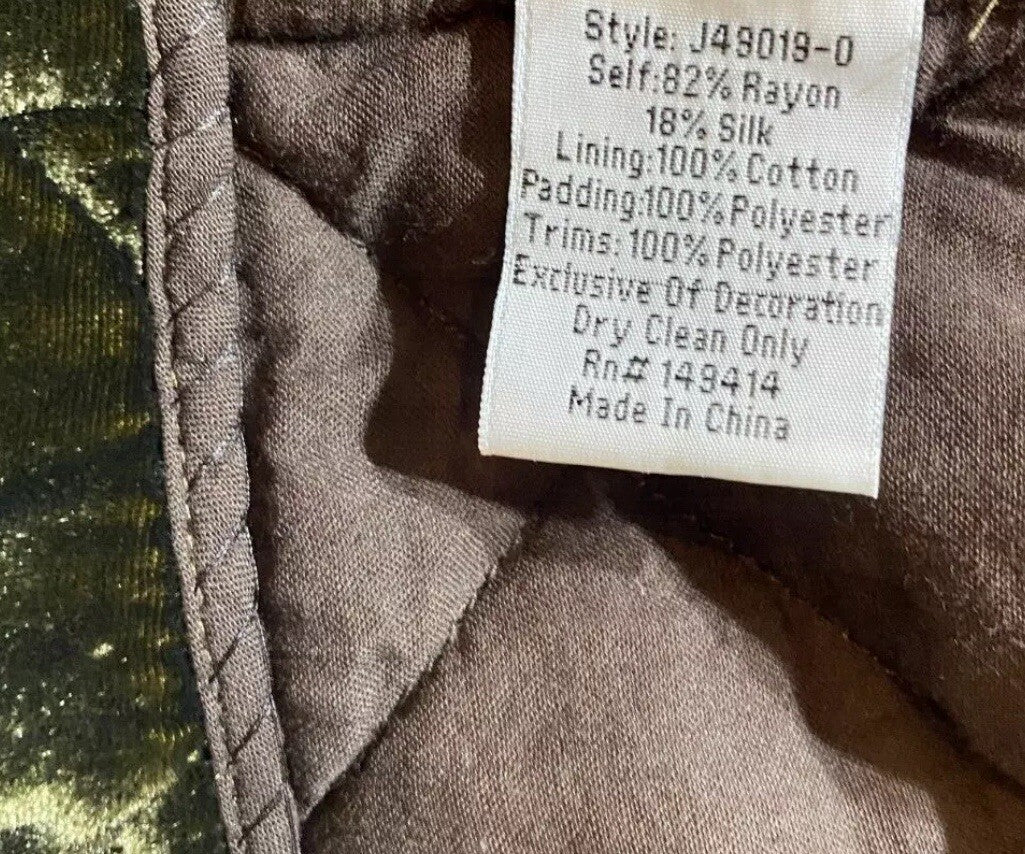 Style: J49019-0
Self:82% Rayon
18% Silk
Lining:100% Cotton
Padding:100% Polyester
Trims: 100% Polyester
Exclusive Of Decoration
Dry Clean Only
Rn# 149414
Made In China